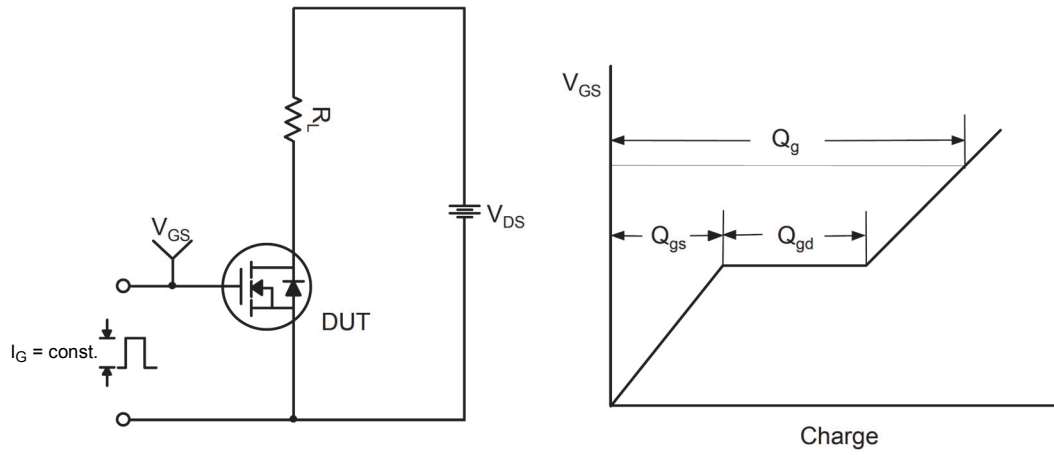 R_L
V_GS
V_DS
DUT
I_G = const.
V_GS
Q_g
Q_gs
Q_gd
Charge